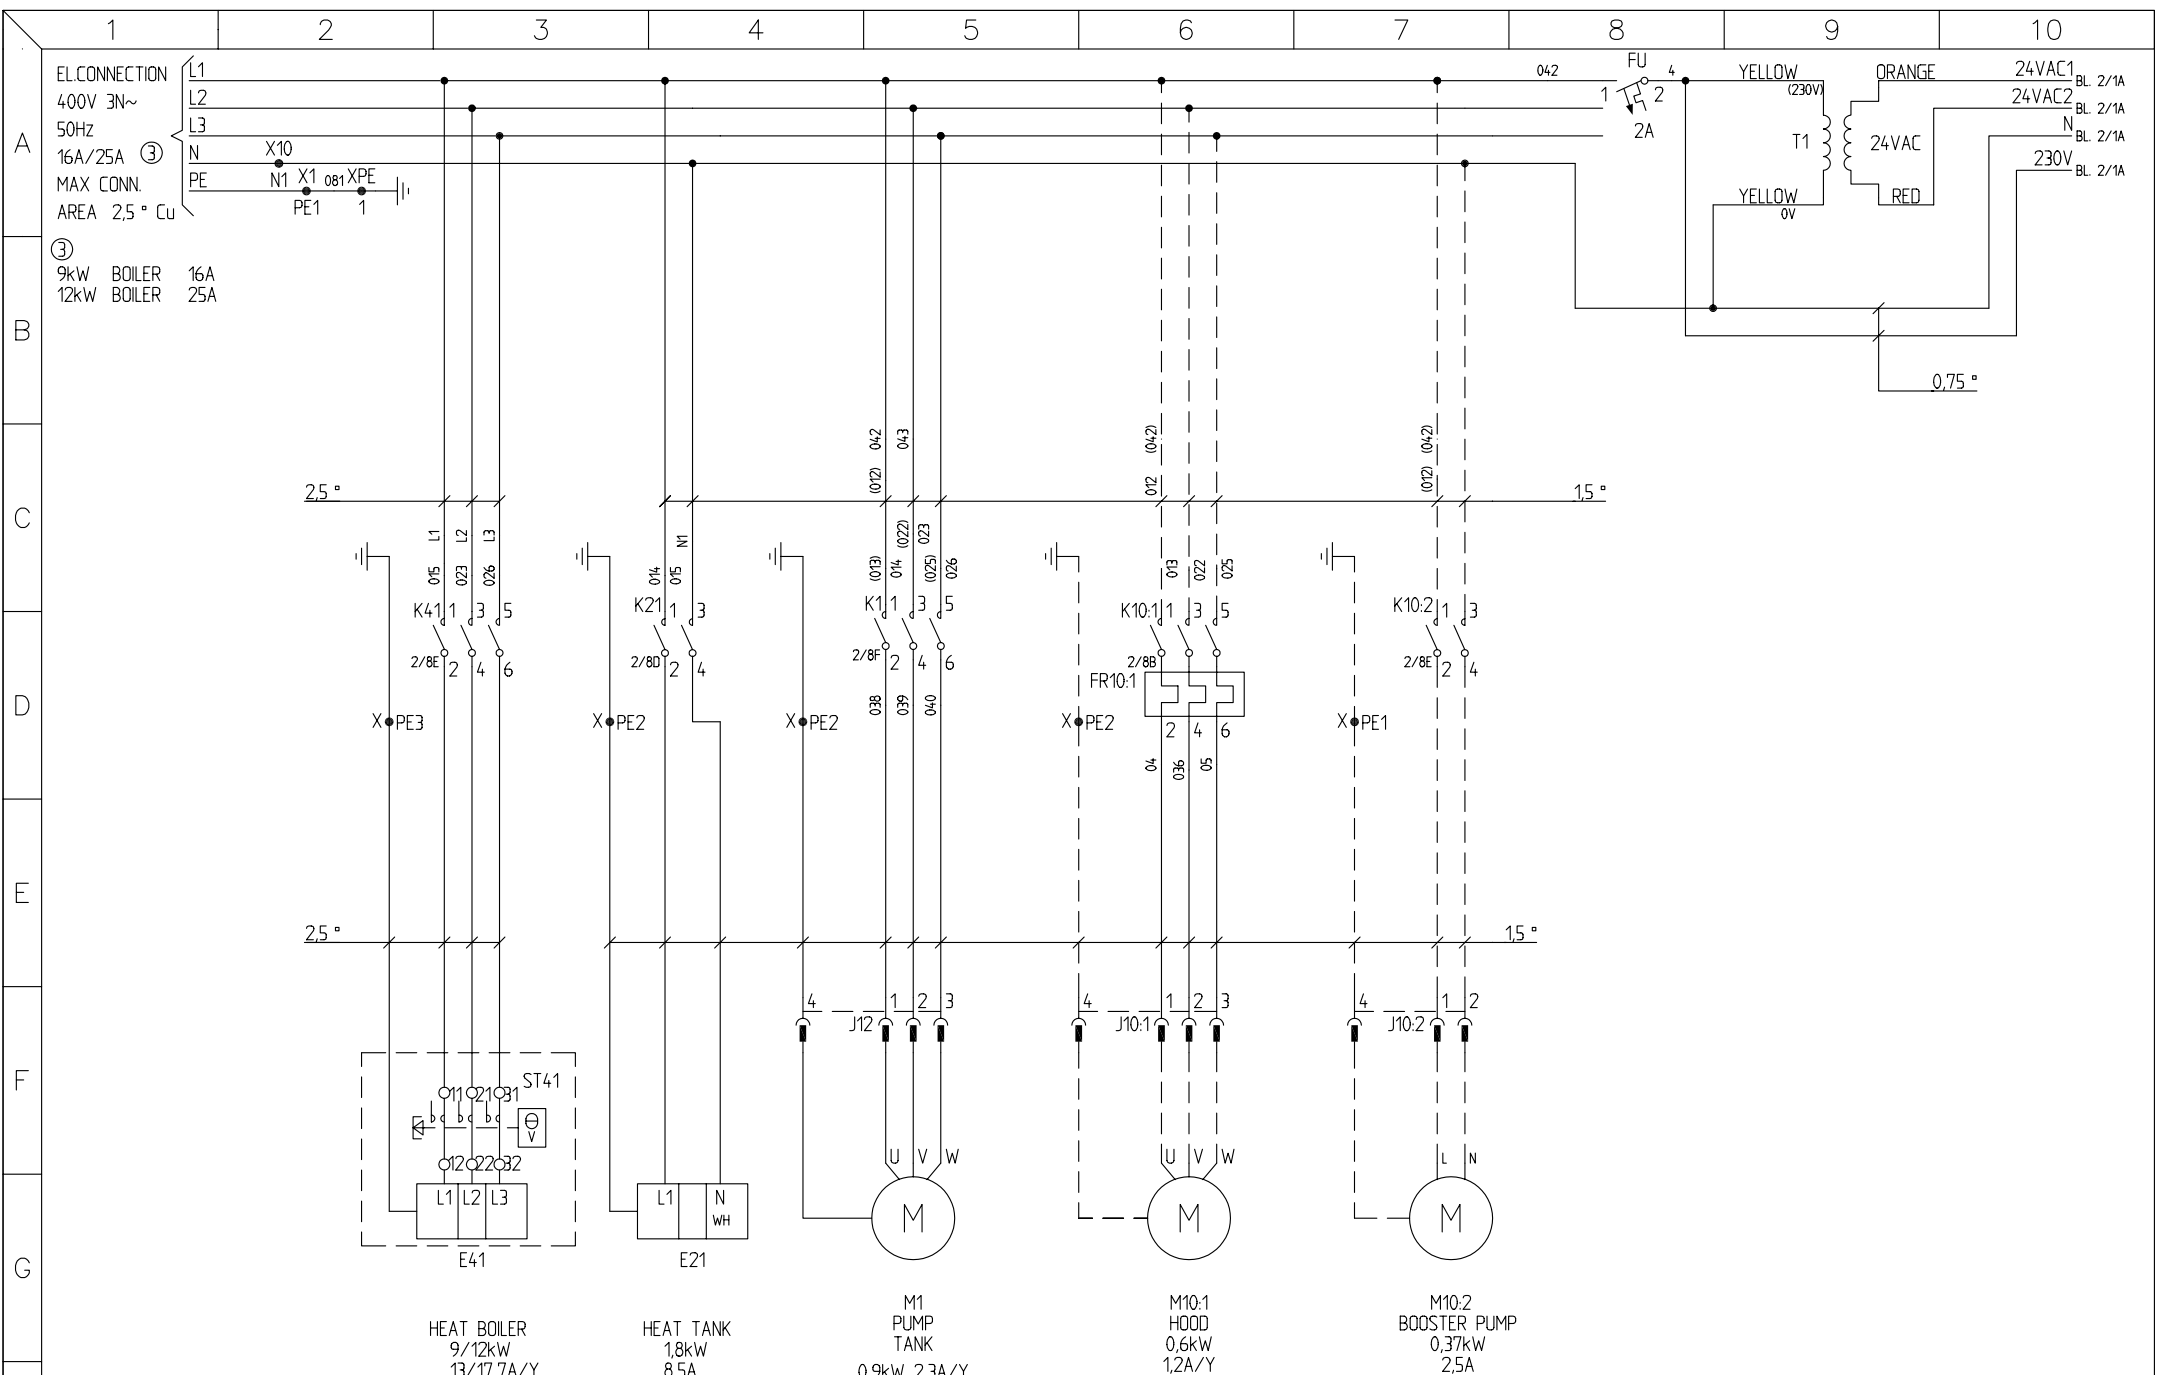 1 2 3 4 5 6 7 8 9 10
A
B
C
D
E
F
G
EL.CONNECTION
400V 3N~
50Hz
16A/25A ③
MAX CONN.
AREA 2,5 ▫ Cu
③
9kW BOILER 16A
12kW BOILER 25A
L1
L2
L3
N
PE
X10
N1 X1 081 XPE
PE1 1
042 FU 4
1 2
2A
YELLOW
(230V)
YELLOW
0V
T1
24VAC
ORANGE
RED
24VAC1 BL. 2/1A
24VAC2 BL. 2/1A
N BL. 2/1A
230V BL. 2/1A
0,75 ▫
2,5 ▫
1,5 ▫
L1 L2 L3
015 023 026
K41 1 3 5
2/8E 2 4 6
X PE3
N1
014 015
K21 1 3
2/8D 2 4
X PE2
042 043
(012)
(022) 023
(013) 014 (025) 026
K1 1 3 5
2/8F 2 4 6
038 039 040
X PE2
(042)
012
013 022 025
K10:1 1 3 5
2/8B
FR10:1
2 4 6
04 036 05
X PE2
(042)
(012)
K10:2 1 3
2/8E 2 4
X PE1
2,5 ▫
1,5 ▫
4 1 2 3
J12
4 1 2 3
J10:1
4 1 2
J10:2
ST41
11 21 31
V
12 22 32
L1 L2 L3
E41
L1 N
WH
E21
U V W
M
U V W
M
L N
M
HEAT BOILER
9/12kW
13/17,7A/Y
HEAT TANK
1,8kW
8,5A
M1
PUMP
TANK
0,9kW 2,3A/Y
M10:1
HOOD
0,6kW
1,2A/Y
M10:2
BOOSTER PUMP
0,37kW
2,5A